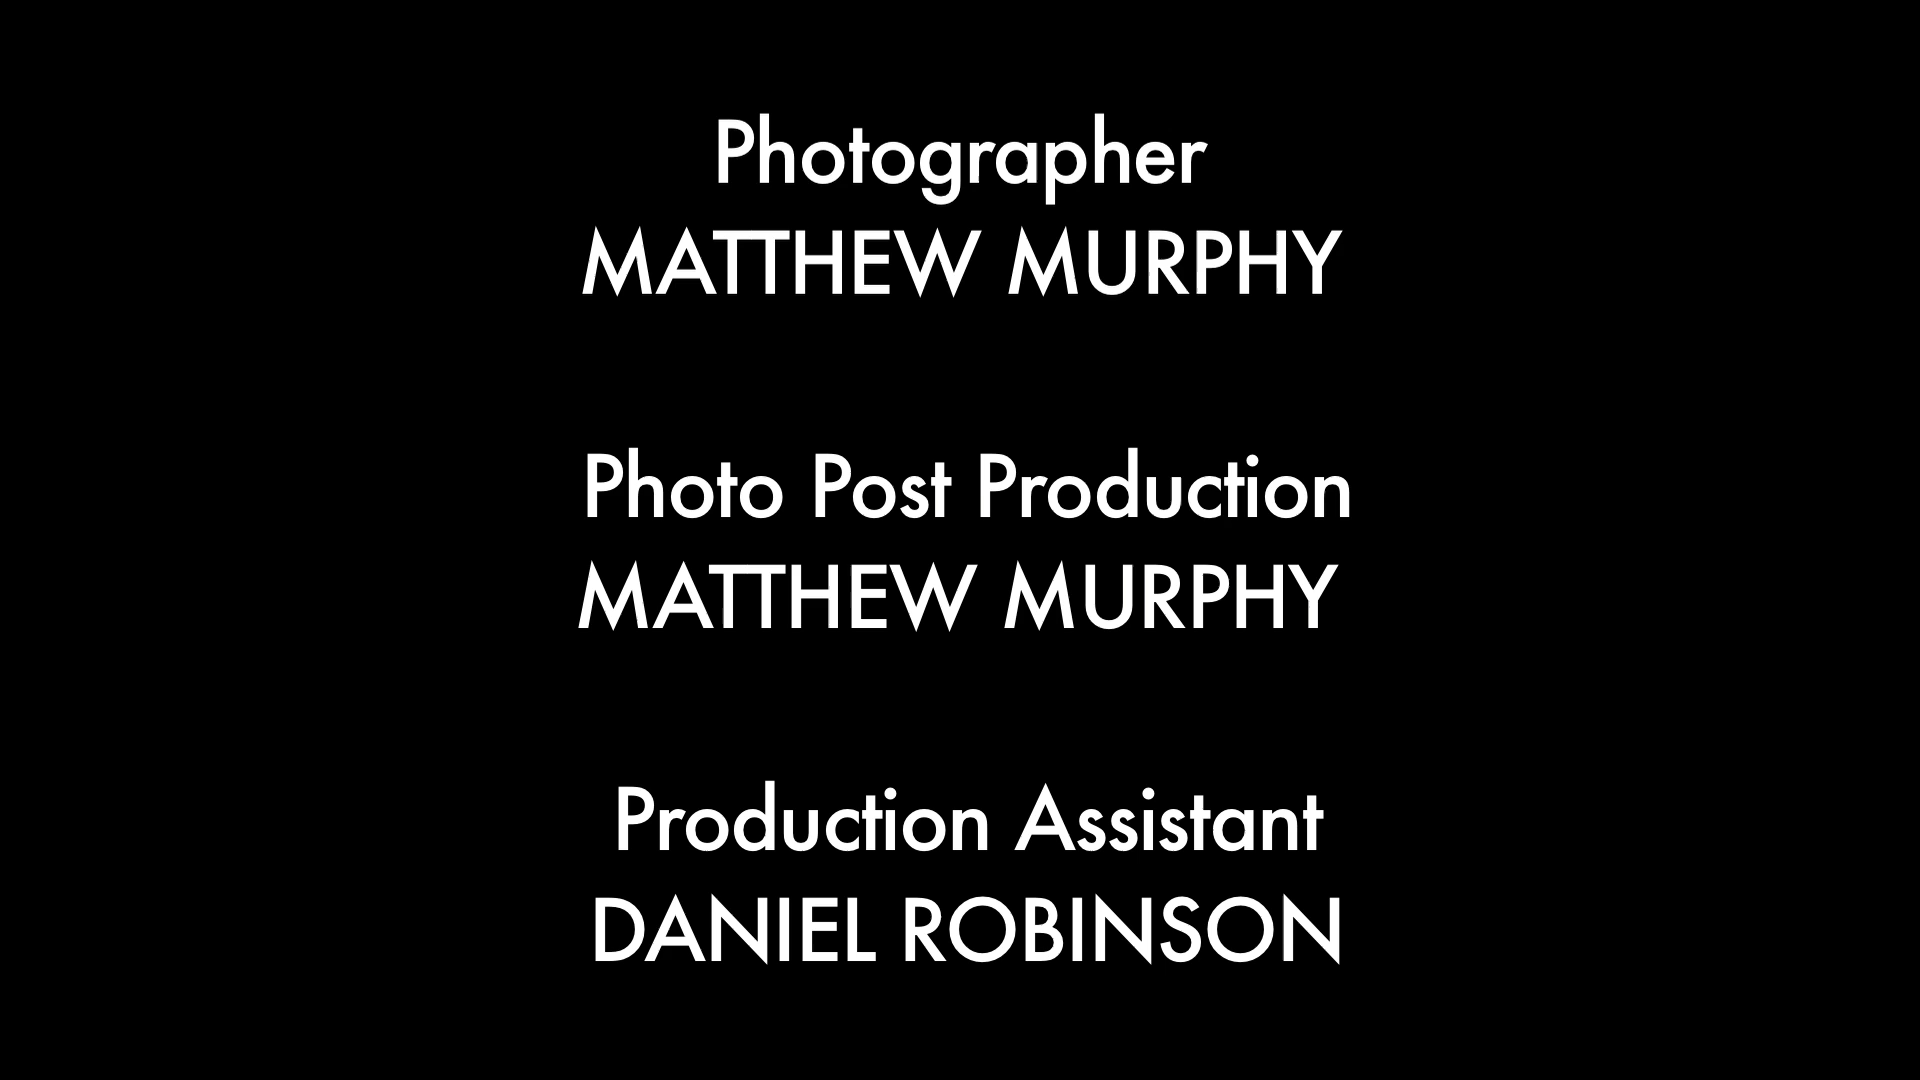 Photographer
MATTHEW MURPHY
Photo Post Production
MATTHEW MURPHY
Production Assistant
DANIEL ROBINSON